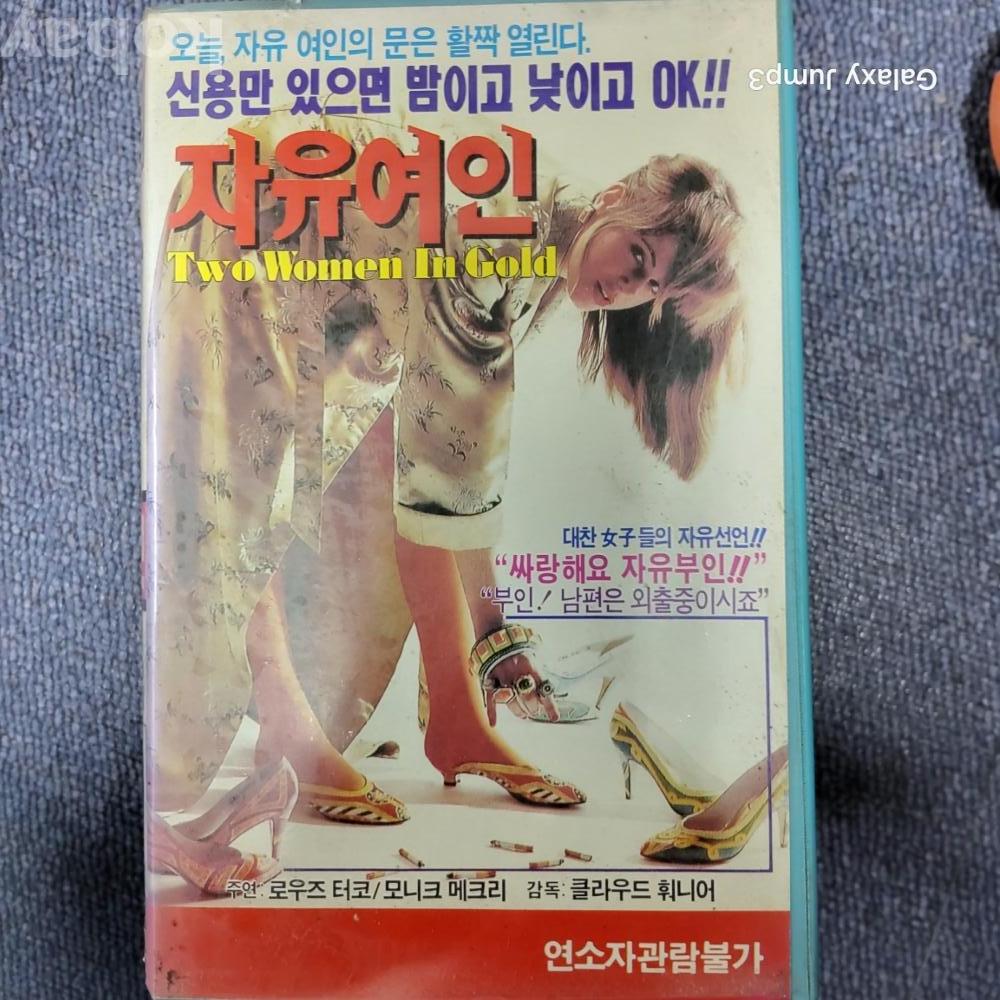 오늘, 자유 여인의 문은 활짝 열린다.
신용만 있으면 밤이고 낮이고 OK!!
자유여인
Two Women In Gold
대찬 女子들의 자유선언!!
“싸랑해요 자유부인!!”
“부인! 남편은 외출중이시죠”
주연: 로우즈 터코/모니크 메크리 감독: 클라우드 훠니어
연소자관람불가
Galaxy Jump3